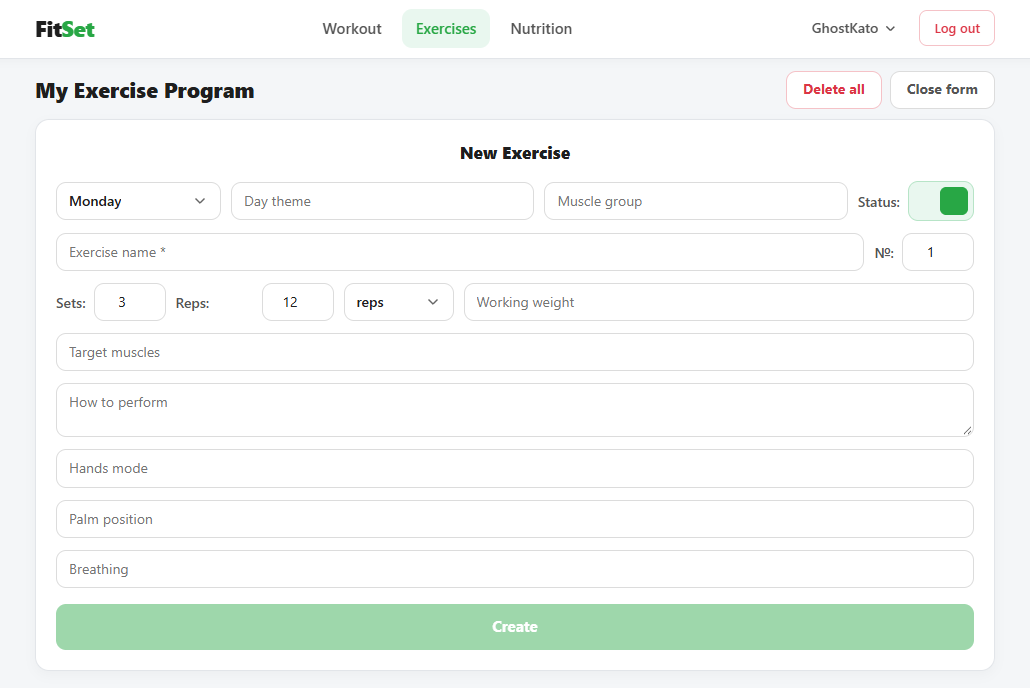 FitSet Workout Exercises Nutrition GhostKato Log out
My Exercise Program Delete all Close form
New Exercise
Monday Day theme Muscle group Status:
Exercise name * №: 1
Sets: 3 Reps: 12 reps Working weight
Target muscles
How to perform
Hands mode
Palm position
Breathing
Create